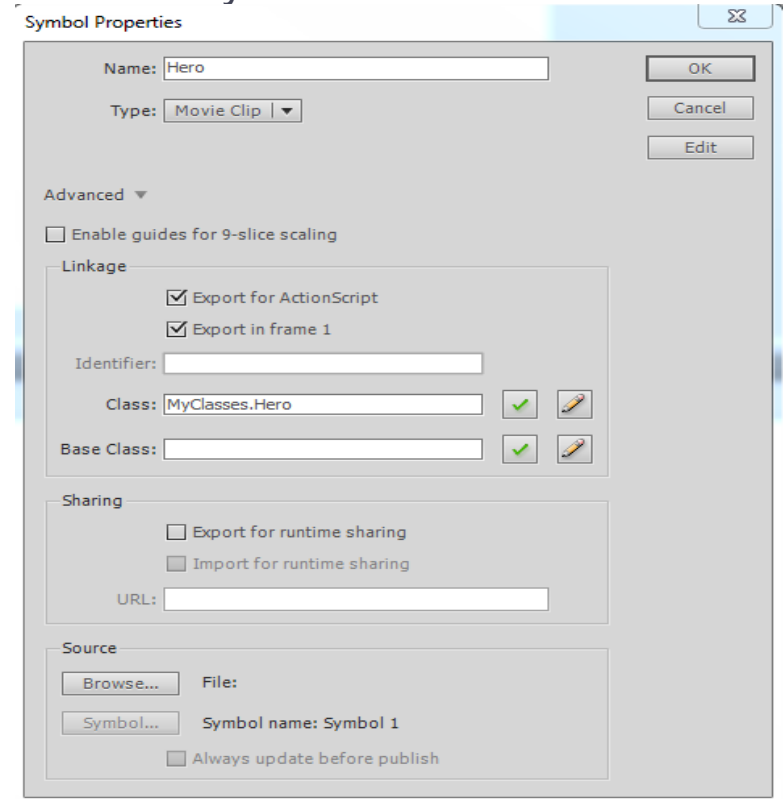 Symbol Properties
Name: Hero
OK
Type: Movie Clip
Cancel
Edit
Advanced
Enable guides for 9-slice scaling
Linkage
Export for ActionScript
Export in frame 1
Identifier:
Class: MyClasses.Hero
Base Class:
Sharing
Export for runtime sharing
Import for runtime sharing
URL:
Source
Browse... File:
Symbol... Symbol name: Symbol 1
Always update before publish